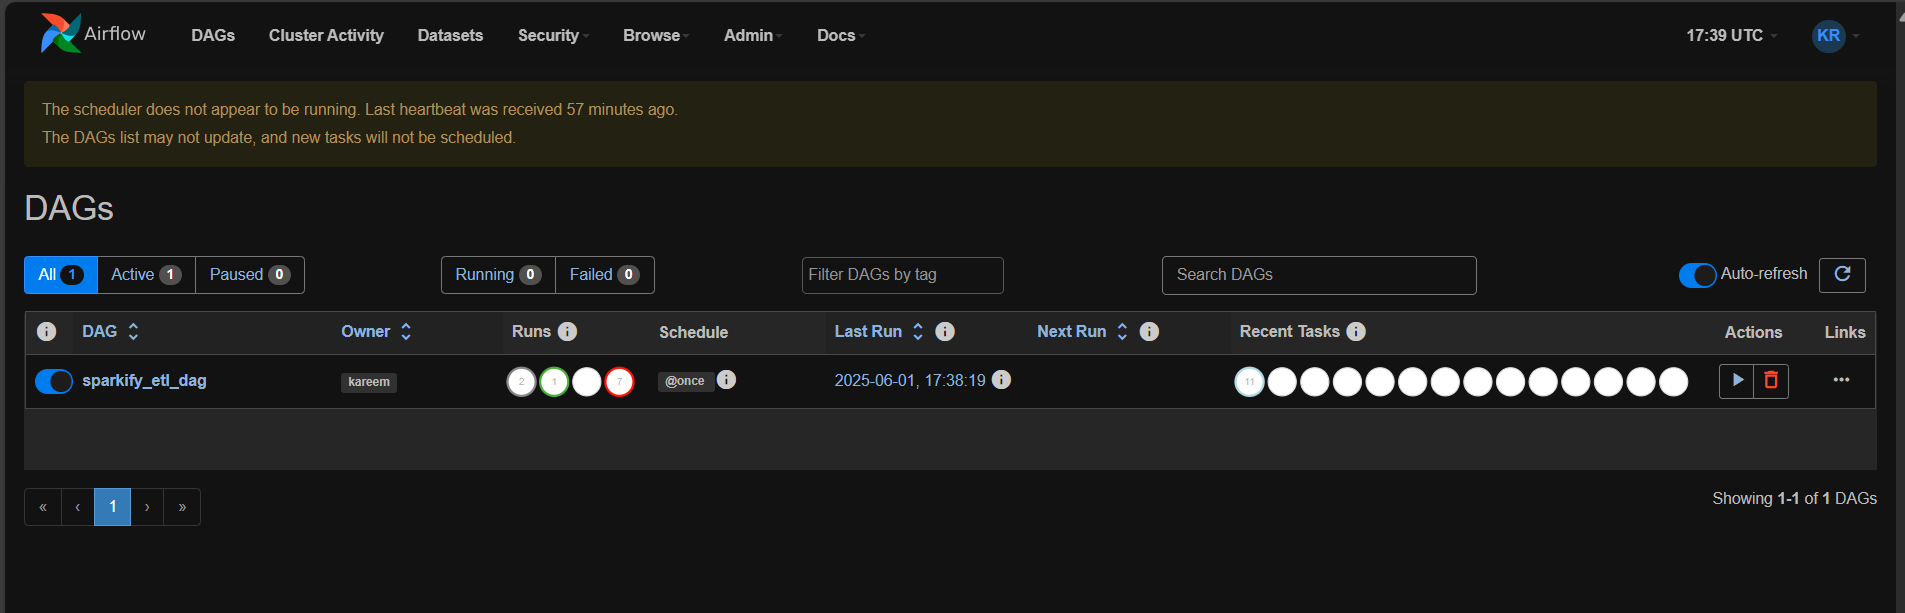 Airflow DAGs Cluster Activity Datasets Security Browse Admin Docs 17:39 UTC KR
The scheduler does not appear to be running. Last heartbeat was received 57 minutes ago.
The DAGs list may not update, and new tasks will not be scheduled.
DAGs
All 1 Active 1 Paused 0 Running 0 Failed 0 Filter DAGs by tag Search DAGs Auto-refresh
i DAG Owner Runs i Schedule Last Run i Next Run i Recent Tasks i Actions Links
sparkify_etl_dag kareem 2 1 7 @once i 2025-06-01, 17:38:19 i 11 •••
« ‹ 1 › » Showing 1-1 of 1 DAGs